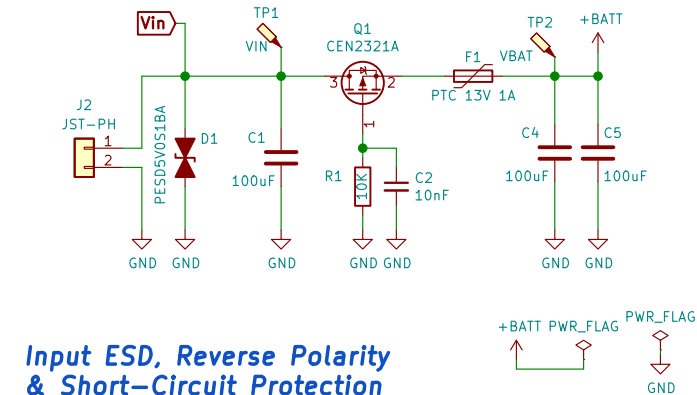 Vin
TP1
VIN
Q1
CEN2321A
TP2
VBAT
+BATT
F1
PTC 13V 1A
3
2
1
J2
JST-PH
1
2
PESD5V0S1BA
D1
C1
100uF
R1
10K
C2
10nF
C4
100uF
C5
100uF
GND
GND
GND
GND
GND
GND
GND
+BATT
PWR_FLAG
PWR_FLAG
GND
Input ESD, Reverse Polarity
& Short-Circuit Protection